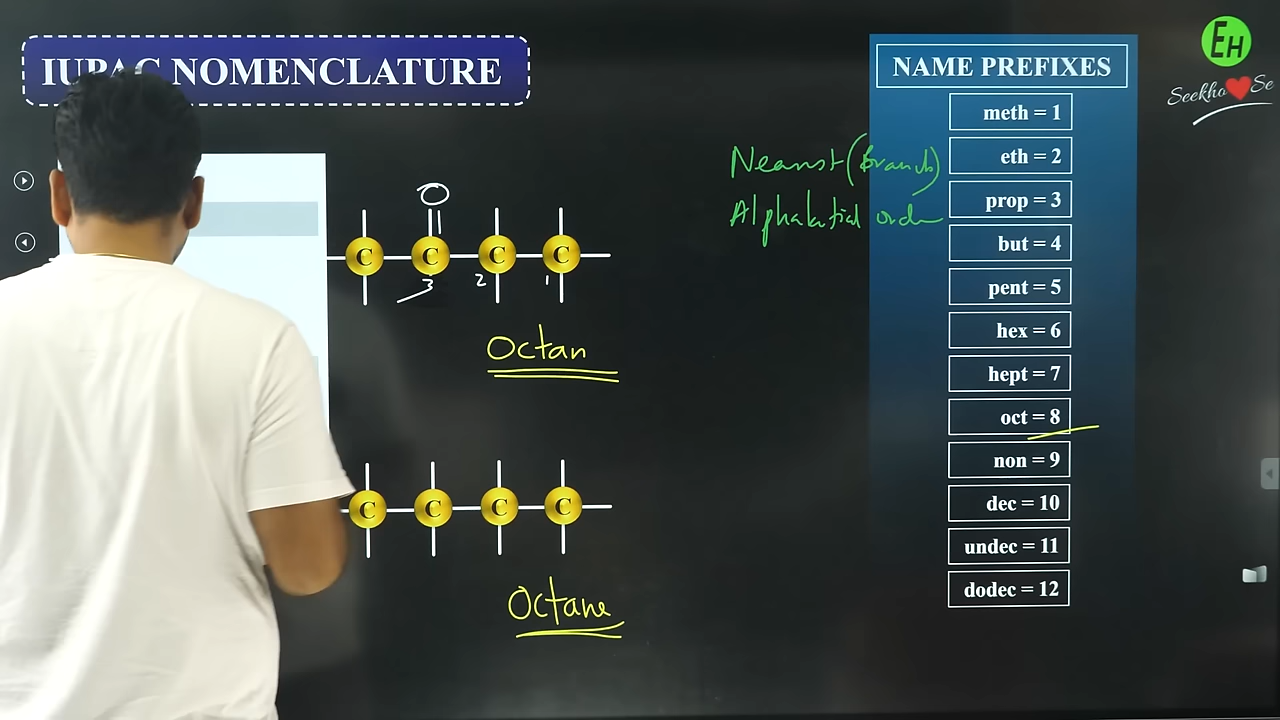 IUPAC NOMENCLATURE
EH
Seekho ❤ Se
NAME PREFIXES
meth = 1
eth = 2
prop = 3
but = 4
pent = 5
hex = 6
hept = 7
oct = 8
non = 9
dec = 10
undec = 11
dodec = 12
Nearest (Branch)
Alphabatial order
O
C C C C
3 2 1
Octan
C C C C
Octane